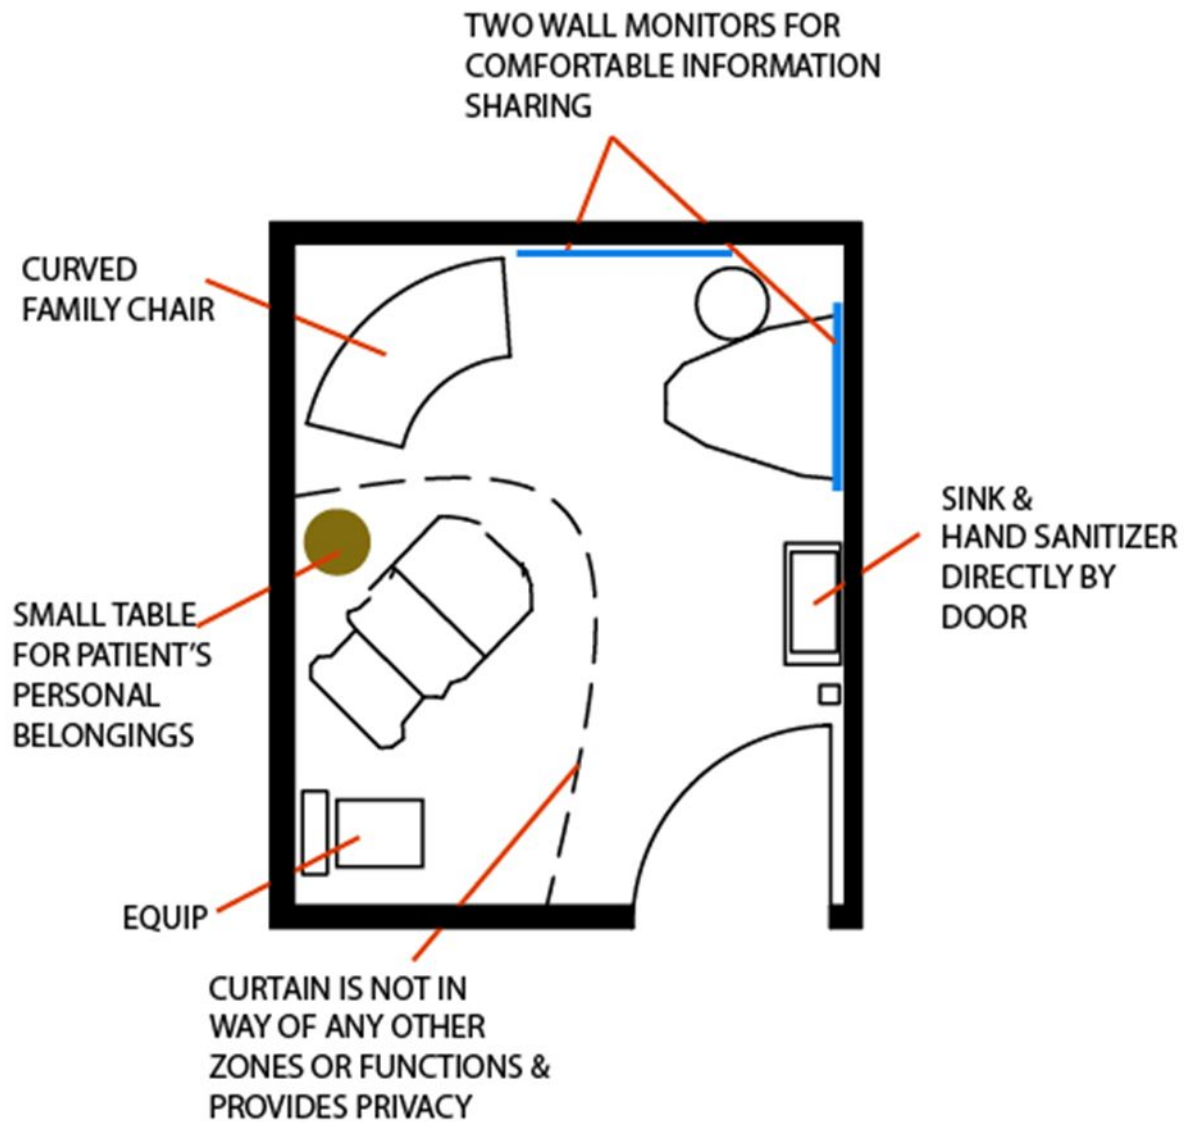 TWO WALL MONITORS FOR
COMFORTABLE INFORMATION
SHARING
CURVED
FAMILY CHAIR
SINK &
HAND SANITIZER
DIRECTLY BY
DOOR
SMALL TABLE
FOR PATIENT'S
PERSONAL
BELONGINGS
EQUIP
CURTAIN IS NOT IN
WAY OF ANY OTHER
ZONES OR FUNCTIONS &
PROVIDES PRIVACY